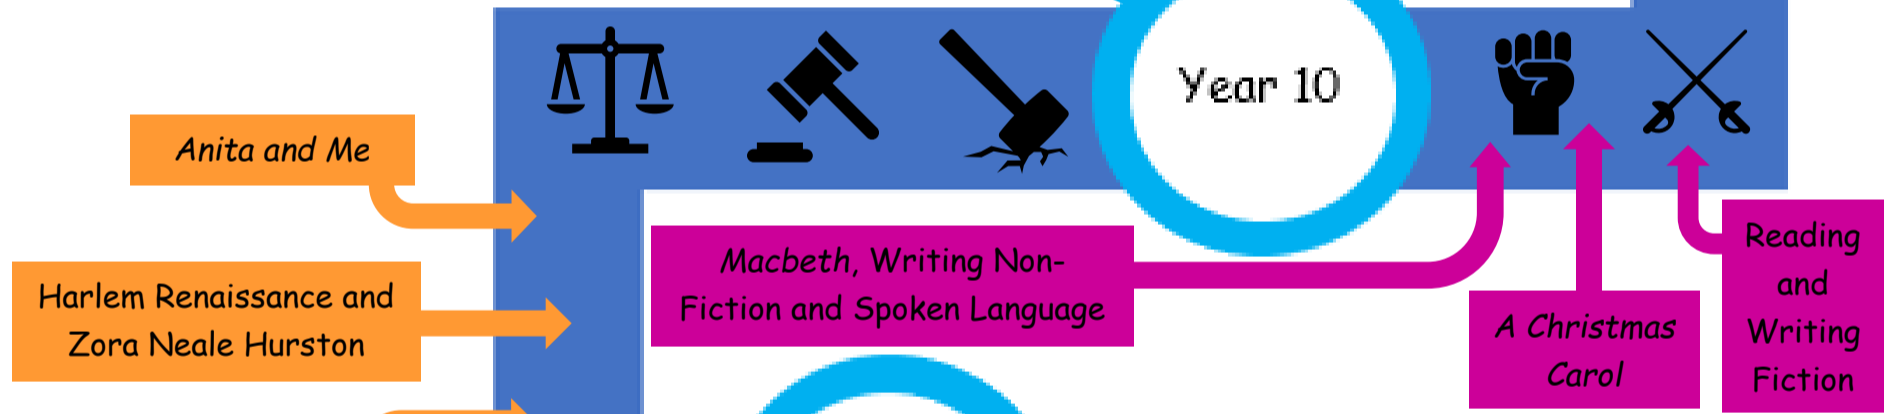 Year 10
Anita and Me
Harlem Renaissance and
Zora Neale Hurston
Macbeth, Writing Non-
Fiction and Spoken Language
A Christmas
Carol
Reading
and
Writing
Fiction